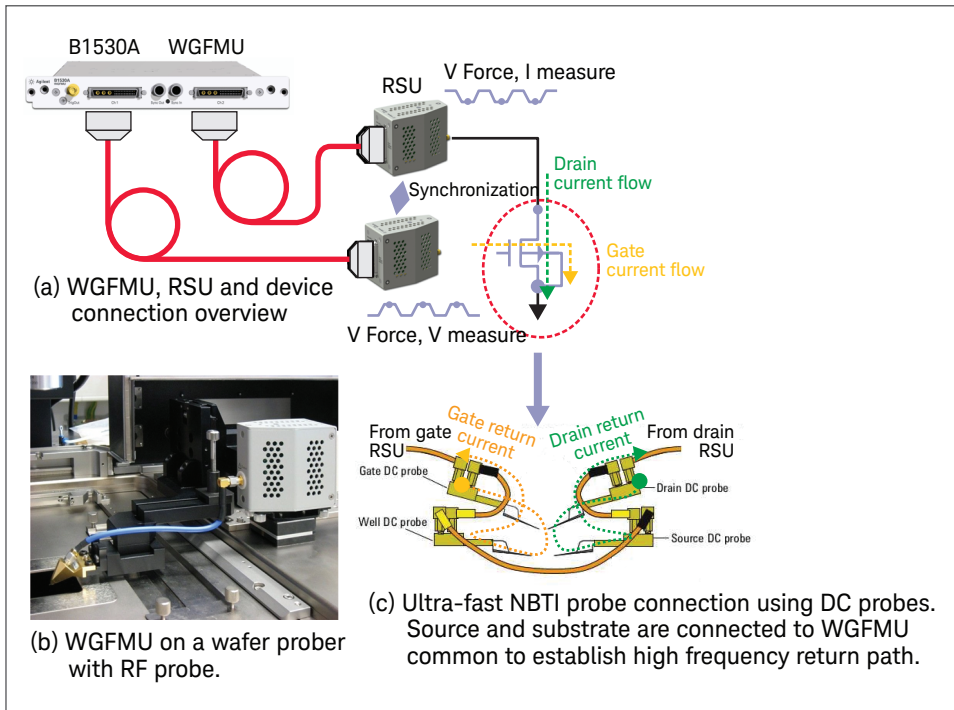 B1530A WGFMU
Agilent B1530A
WGFMU
RSU
V Force, I measure
Drain
current flow
Synchronization
Gate
current flow
(a) WGFMU, RSU and device
connection overview
V Force, V measure
Gate return
current
Drain return
current
From gate
RSU
From drain
RSU
Gate DC probe
Drain DC probe
Well DC probe
Source DC probe
(b) WGFMU on a wafer prober
with RF probe.
(c) Ultra-fast NBTI probe connection using DC probes.
Source and substrate are connected to WGFMU
common to establish high frequency return path.